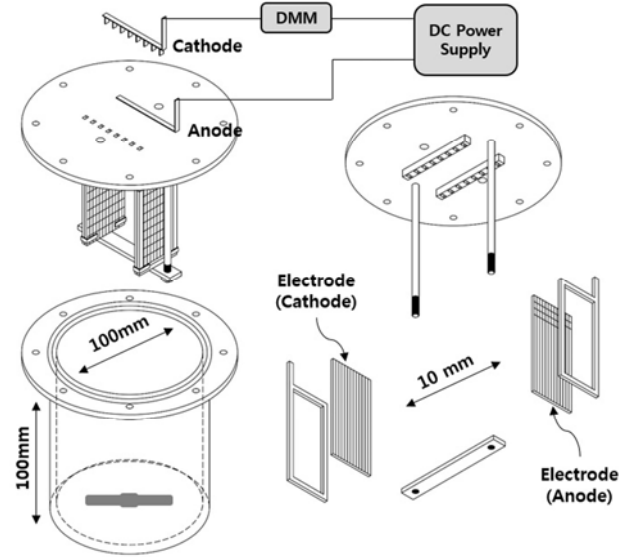 DMM
DC Power
Supply
Cathode
Anode
Electrode
(Cathode)
100mm
10 mm
100mm
Electrode
(Anode)